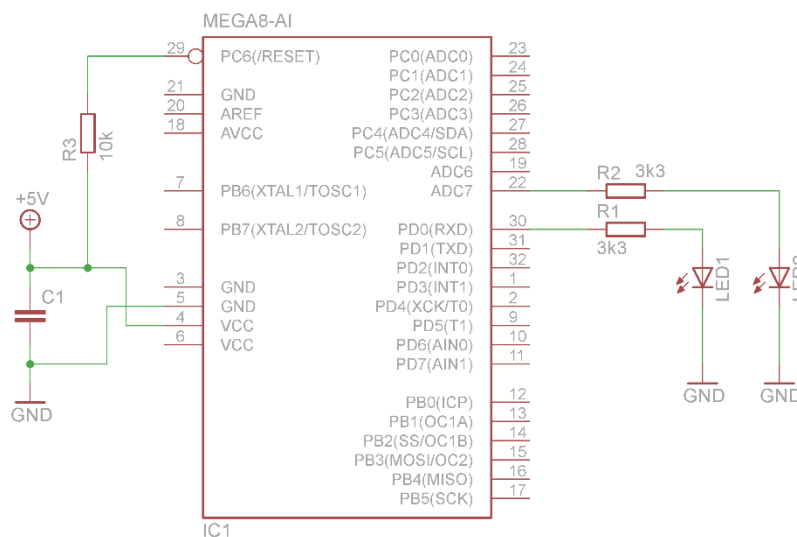 MEGA8-AI
29 PC6(/RESET) PC0(ADC0) 23
PC1(ADC1) 24
21 GND PC2(ADC2) 25
20 AREF PC3(ADC3) 26
18 AVCC PC4(ADC4/SDA) 27
PC5(ADC5/SCL) 28
ADC6 19
7 PB6(XTAL1/TOSC1) ADC7 22
8 PB7(XTAL2/TOSC2) PD0(RXD) 30
PD1(TXD) 31
PD2(INT0) 32
3 GND PD3(INT1) 1
5 GND PD4(XCK/T0) 2
4 VCC PD5(T1) 9
6 VCC PD6(AIN0) 10
PD7(AIN1) 11
PB0(ICP) 12
PB1(OC1A) 13
PB2(SS/OC1B) 14
PB3(MOSI/OC2) 15
PB4(MISO) 16
PB5(SCK) 17
IC1
R3
10k
+5V
C1
GND
R2 3k3
R1
3k3
LED1
GND
GND